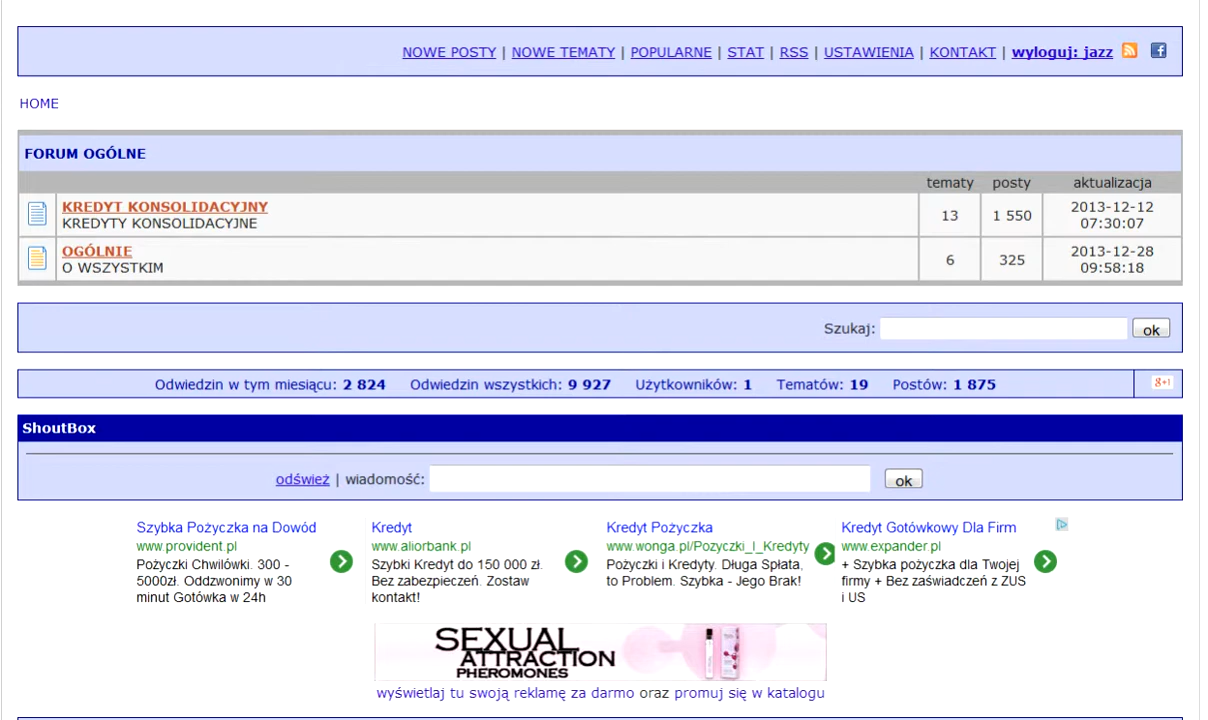 NOWE POSTY | NOWE TEMATY | POPULARNE | STAT | RSS | USTAWIENIA | KONTAKT | wyloguj: jazz
HOME
FORUM OGÓLNE
tematy posty aktualizacja
KREDYT KONSOLIDACYJNY
KREDYTY KONSOLIDACYJNE
13 1 550 2013-12-12
07:30:07
OGÓLNIE
O WSZYSTKIM
6 325 2013-12-28
09:58:18
Szukaj: ok
Odwiedzin w tym miesiącu: 2 824 Odwiedzin wszystkich: 9 927 Użytkowników: 1 Tematów: 19 Postów: 1 875 g+1
ShoutBox
odśwież | wiadomość: ok
Szybka Pożyczka na Dowód
www.provident.pl
Pożyczki Chwilówki. 300 -
5000zł. Oddzwonimy w 30
minut Gotówka w 24h
Kredyt
www.aliorbank.pl
Szybki Kredyt do 150 000 zł.
Bez zabezpieczeń. Zostaw
kontakt!
Kredyt Pożyczka
www.wonga.pl/Pozyczki_I_Kredyty
Pożyczki i Kredyty. Długa Spłata,
to Problem. Szybka - Jego Brak!
Kredyt Gotówkowy Dla Firm
www.expander.pl
+ Szybka pożyczka dla Twojej
firmy + Bez zaświadczeń z ZUS
i US
SEXUAL
ATTRACTION
PHEROMONES
wyświetlaj tu swoją reklamę za darmo oraz promuj się w katalogu